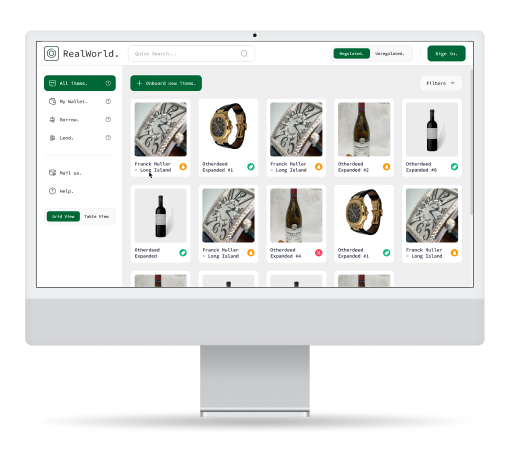 RealWorld.
Quick Search...
Regulated.
Unregulated.
Sign in.
All items.
My Wallet.
Borrow.
Lend.
Mail us.
Help.
Grid View
Table View
+ Onboard new items.
Filters
Franck Muller
- Long Island
Otherdeed
Expanded #1
Franck Muller
- Long Island
Otherdeed
Expanded #2
Otherdeed
Expanded #0
Otherdeed
Expanded
Franck Muller
- Long Island
Otherdeed
Expanded #4
Otherdeed
Expanded #1
Franck Muller
- Long Island